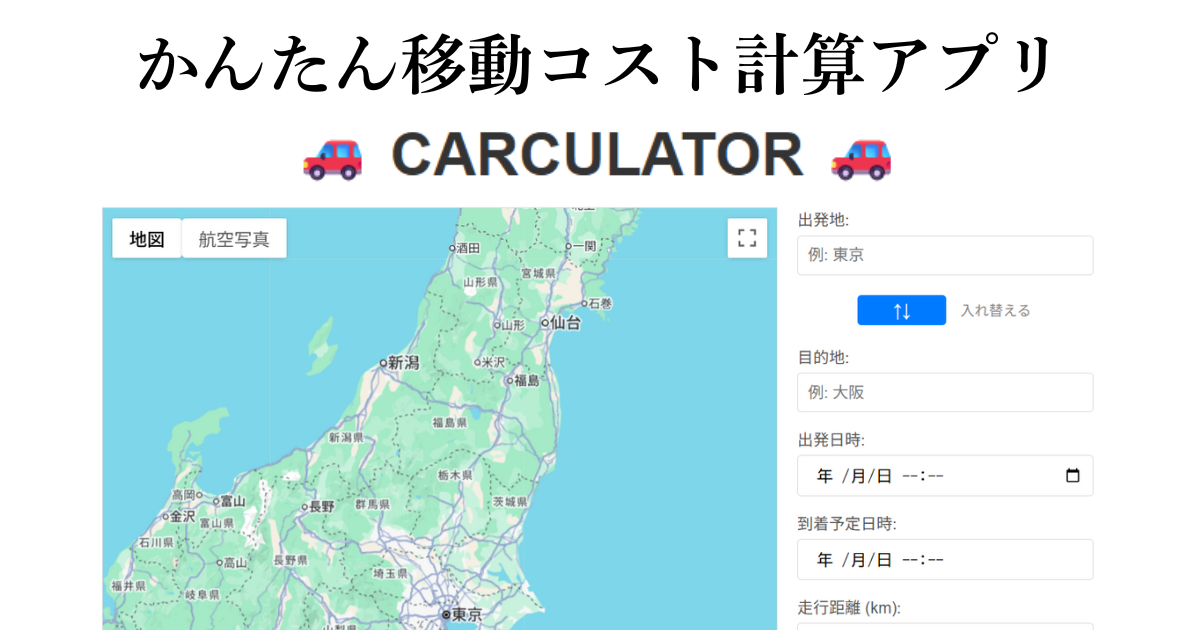 かんたん移動コスト計算アプリ
CARCULATOR
地図 航空写真
酒田
一関
宮城県
山形県
石巻
山形
仙台
新潟
米沢
福島
福島県
新潟県
栃木県
高岡
富山
長野
群馬県
茨城県
金沢
富山県
石川県
高山
長野県
埼玉県
福井県
岐阜県
東京
山梨県
出発地:
例: 東京
↑↓ 入れ替える
目的地:
例: 大阪
出発日時:
年 /月/日 --:--
到着予定日時:
年 /月/日 --:--
走行距離 (km):